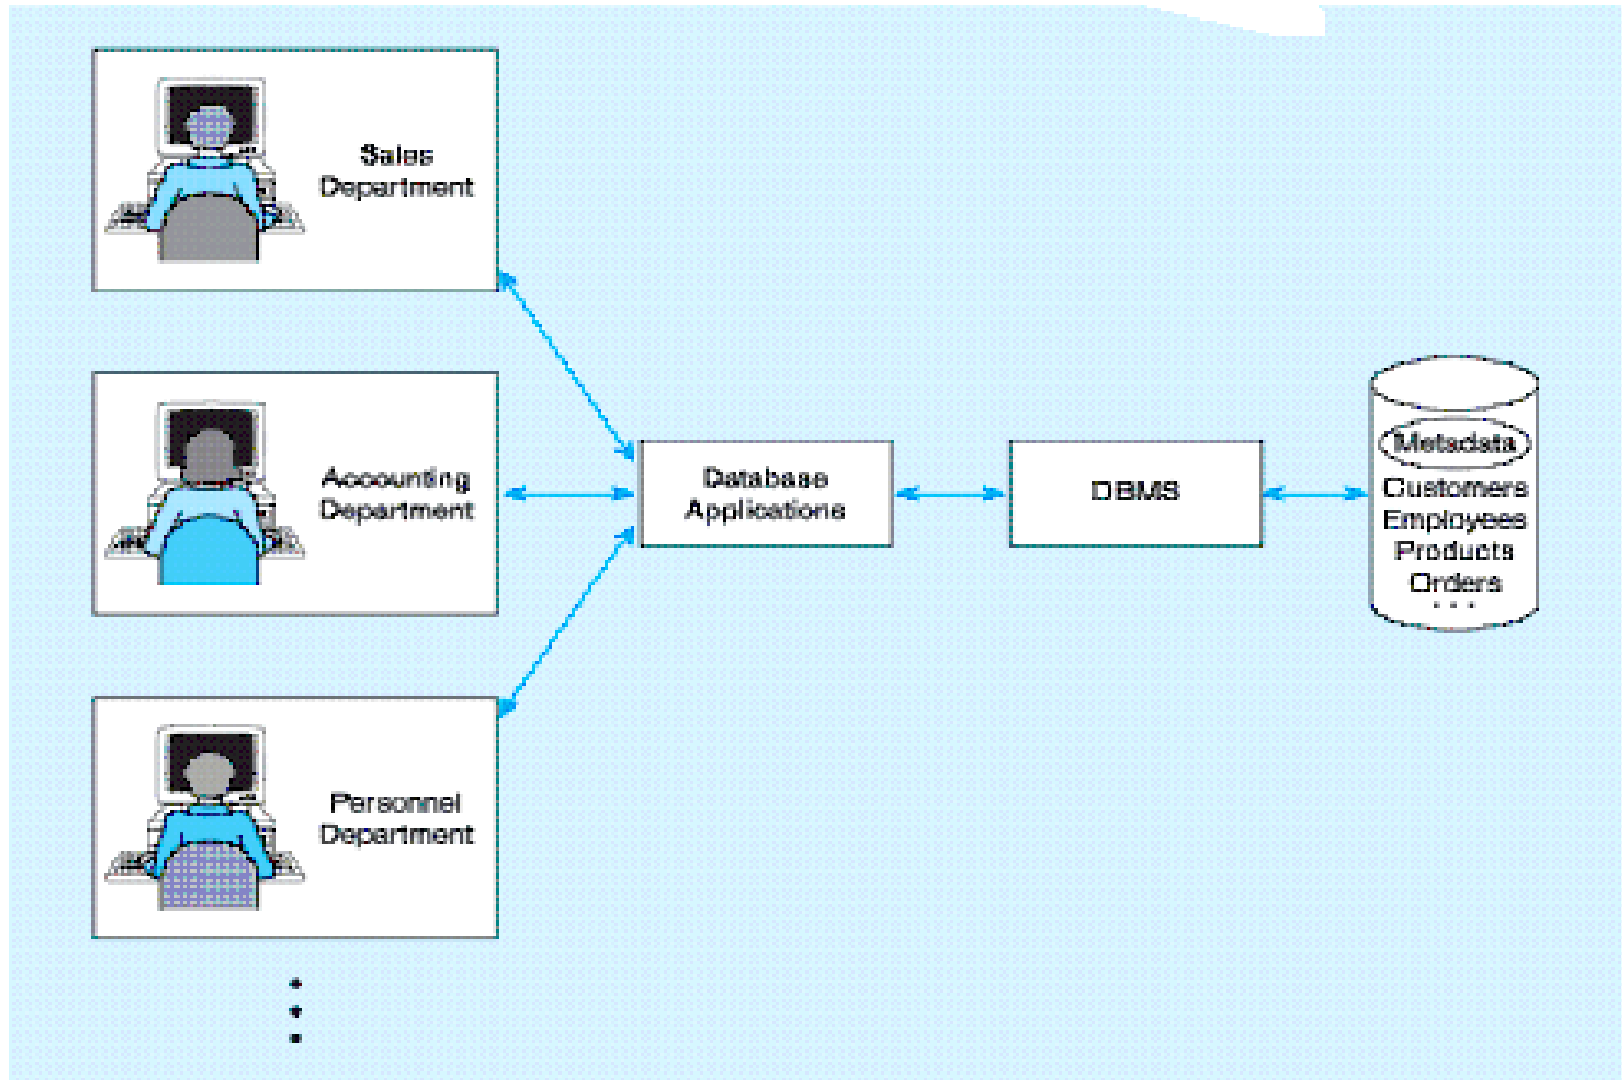 Sales
Department
Accounting
Department
Personnel
Department
Database
Applications
DBMS
Metadata
Customers
Employees
Products
Orders
...